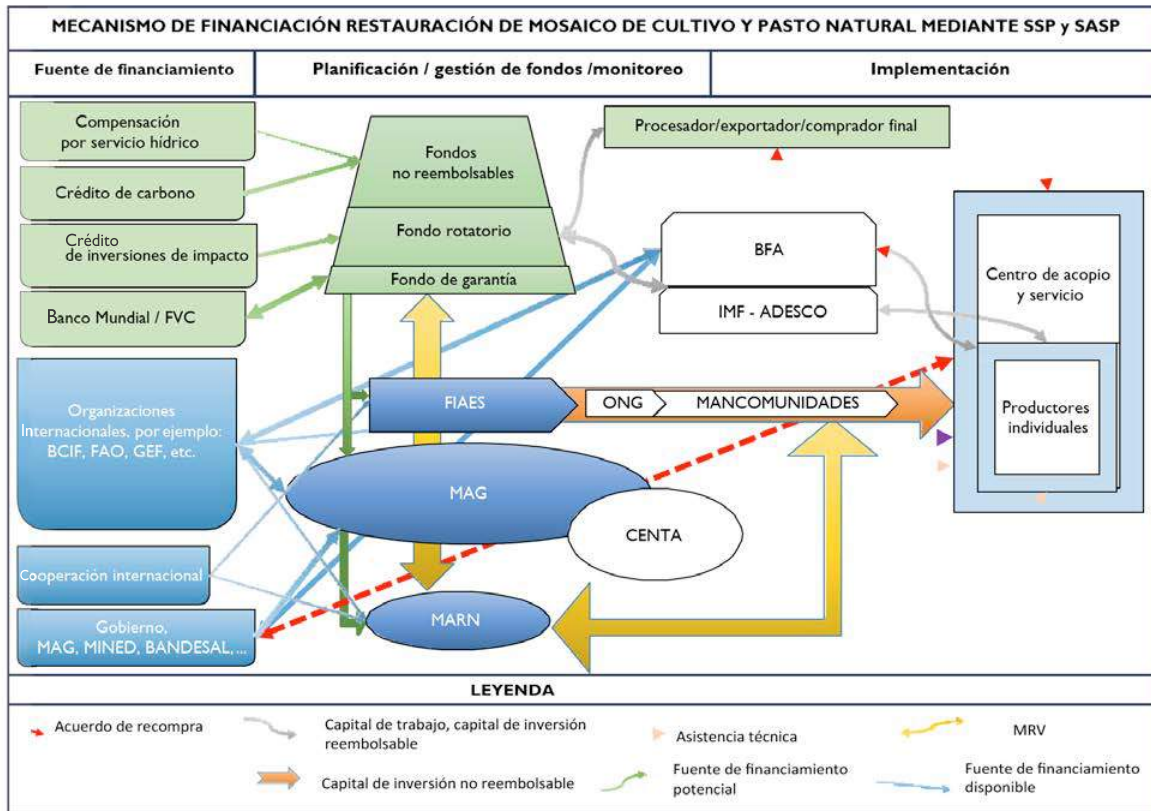 MECANISMO DE FINANCIACIÓN RESTAURACIÓN DE MOSAICO DE CULTIVO Y PASTO NATURAL MEDIANTE SSP y SASP
Fuente de financiamiento
Planificación / gestión de fondos /monitoreo
Implementación
Compensación
por servicio hídrico
Crédito de carbono
Crédito
de inversiones de impacto
Banco Mundial / FVC
Organizaciones
Internacionales, por ejemplo:
BCIF, FAO, GEF, etc.
Cooperación internacional
Gobierno,
MAG, MINED, BANDESAL, ...
Fondos
no reembolsables
Fondo rotatorio
Fondo de garantía
FIAES
MAG
CENTA
MARN
Procesador/exportador/comprador final
BFA
IMF - ADESCO
ONG
MANCOMUNIDADES
Centro de acopio
y servicio
Productores
individuales
LEYENDA
Acuerdo de recompra
Capital de trabajo, capital de inversión
reembolsable
Asistencia técnica
MRV
Capital de inversión no reembolsable
Fuente de financiamiento
potencial
Fuente de financiamiento
disponible